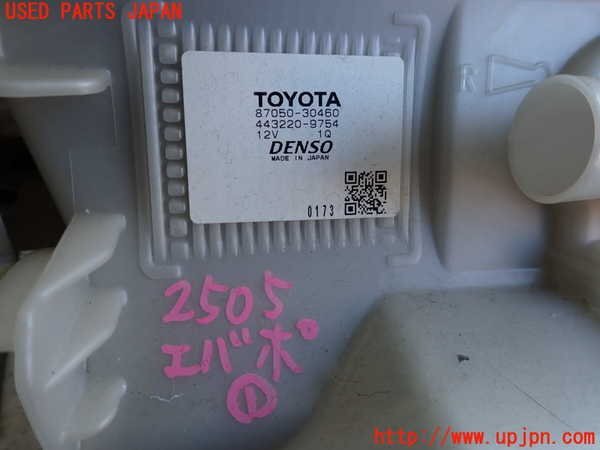 USED PARTS JAPAN
TOYOTA
87050-30460
443220-9754
12V 1Q
DENSO
MADE IN JAPAN
0173
R
2505
エバポ
①
http://www.upjpn.com/